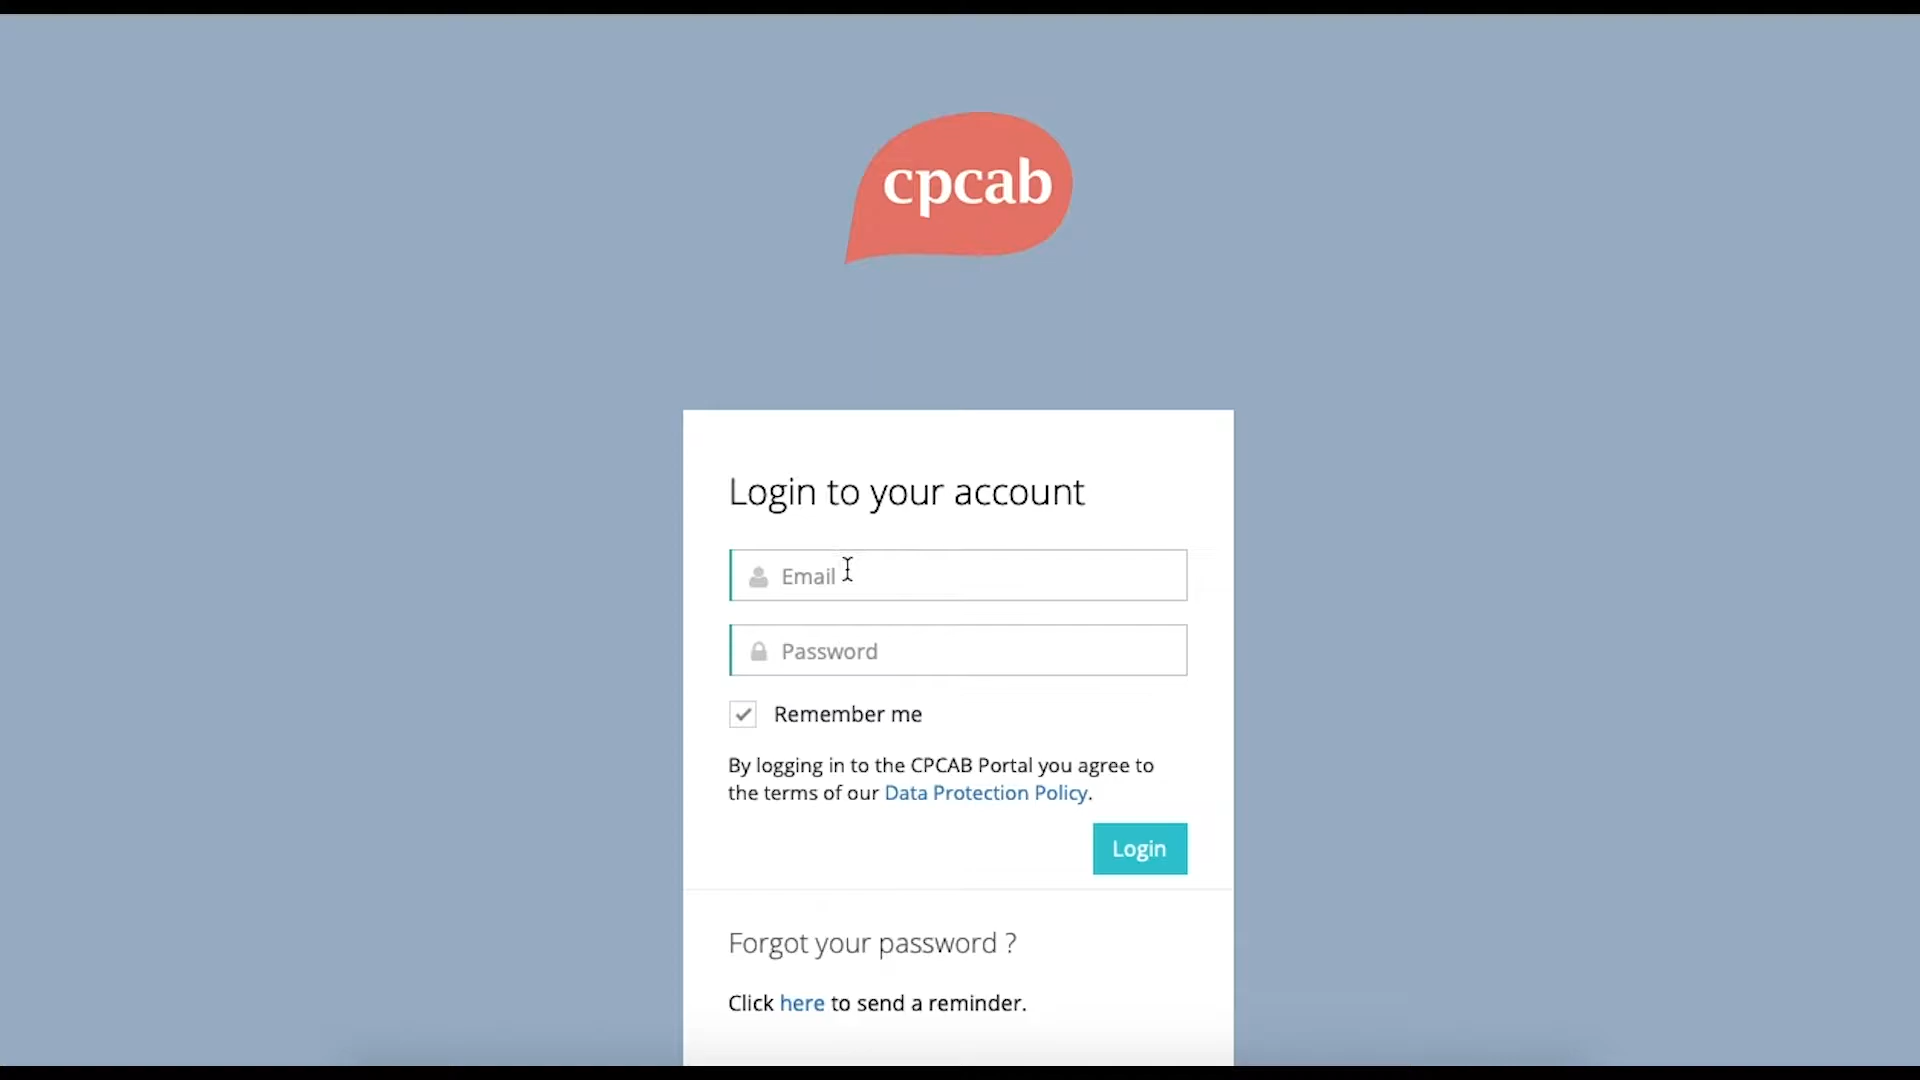 cpcab
Login to your account
Email
Password
Remember me
By logging in to the CPCAB Portal you agree to
the terms of our Data Protection Policy.
Login
Forgot your password ?
Click here to send a reminder.